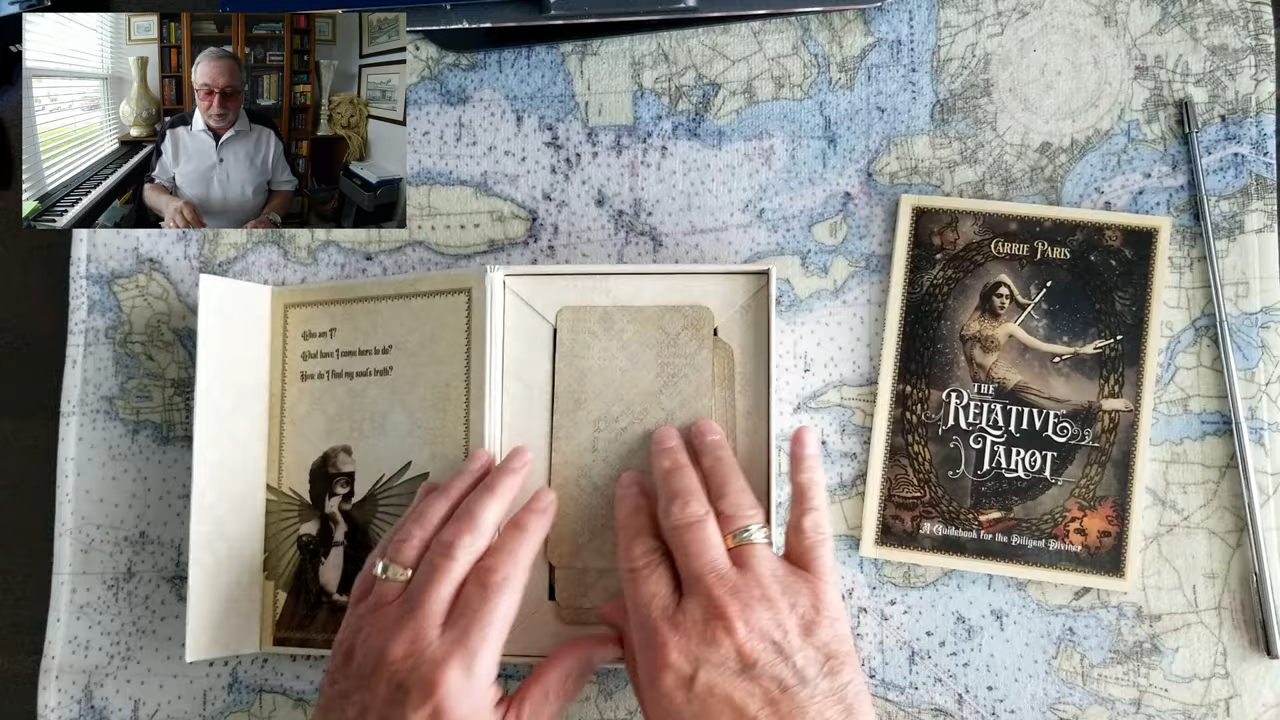 Who am I?
What have I come here to do?
How do I find my soul's truth?
CARRIE PARIS
THE
RELATIVE
TAROT
A Guidebook for the Diligent Diviner